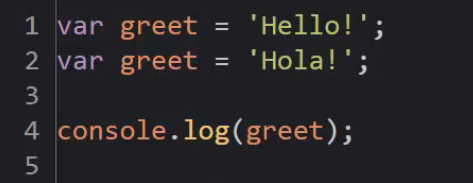 1 var greet = 'Hello!';
2 var greet = 'Hola!';
3
4 console.log(greet);
5